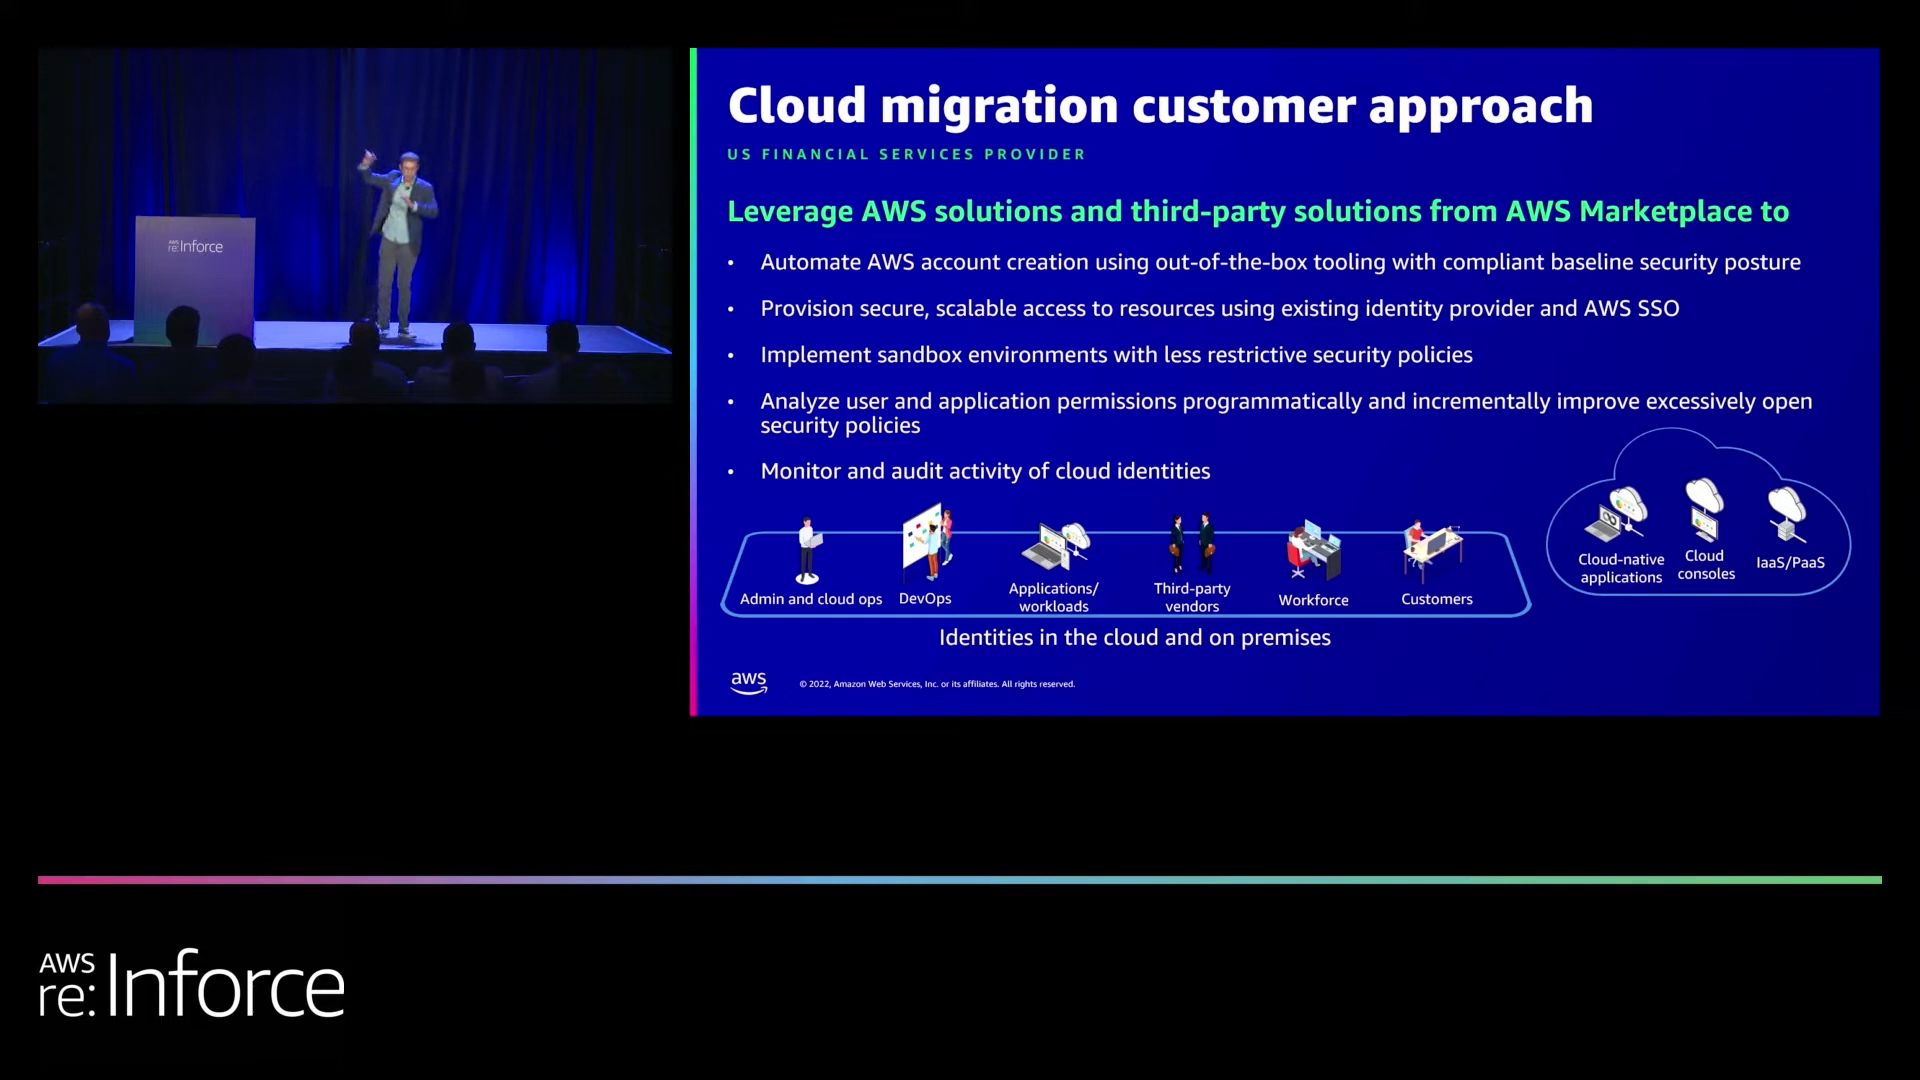 AWS
re:Inforce
Cloud migration customer approach
US FINANCIAL SERVICES PROVIDER
Leverage AWS solutions and third-party solutions from AWS Marketplace to
• Automate AWS account creation using out-of-the-box tooling with compliant baseline security posture
• Provision secure, scalable access to resources using existing identity provider and AWS SSO
• Implement sandbox environments with less restrictive security policies
• Analyze user and application permissions programmatically and incrementally improve excessively open
security policies
• Monitor and audit activity of cloud identities
Admin and cloud ops
DevOps
Applications/
workloads
Third-party
vendors
Workforce
Customers
Cloud-native
applications
Cloud
consoles
IaaS/PaaS
Identities in the cloud and on premises
aws
© 2022, Amazon Web Services, Inc. or its affiliates. All rights reserved.
AWS
re:Inforce